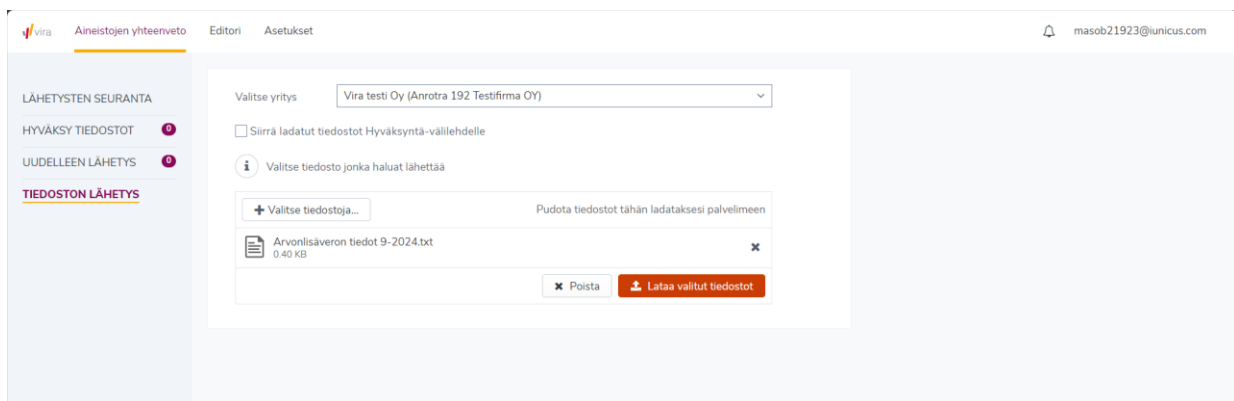 vira Aineistojen yhteenveto Editori Asetukset masob21923@iunicus.com
LÄHETYSTEN SEURANTA
HYVÄKSY TIEDOSTOT 0
UUDELLEEN LÄHETYS 0
TIEDOSTON LÄHETYS
Valitse yritys Vira testi Oy (Anrotra 192 Testifirma OY)
Siirrä ladatut tiedostot Hyväksyntä-välilehdelle
i Valitse tiedosto jonka haluat lähettää
+ Valitse tiedostoja... Pudota tiedostot tähän ladataksesi palvelimeen
Arvonlisäveron tiedot 9-2024.txt
0.40 KB
Poista Lataa valitut tiedostot